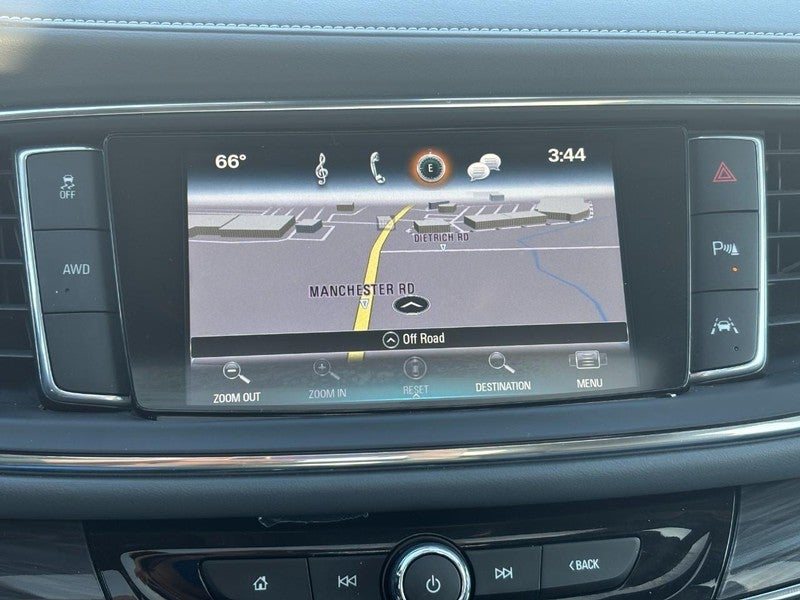 66°
E
3:44
OFF
AWD
P
DIETRICH RD
MANCHESTER RD
Off Road
ZOOM OUT
ZOOM IN
RESET
DESTINATION
MENU
BACK